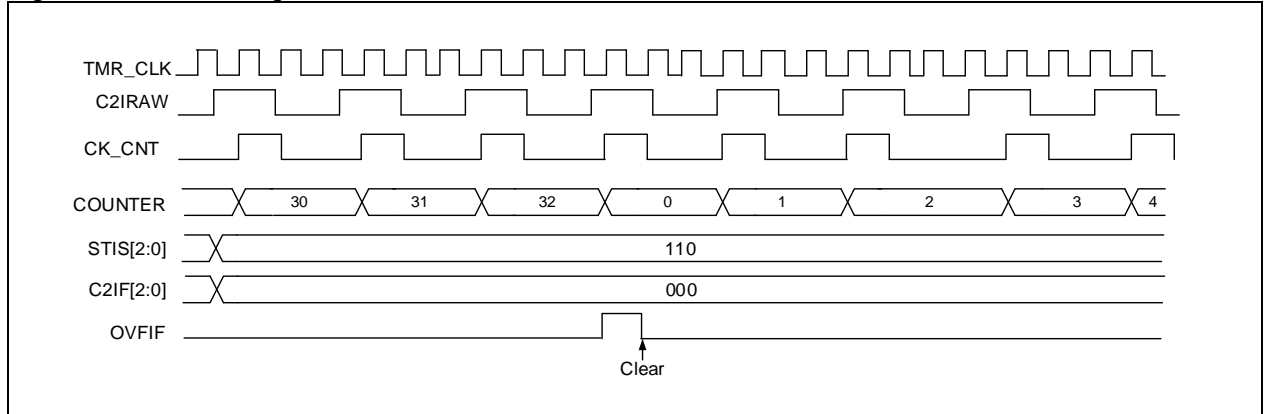 TMR_CLK
C2IRAW
CK_CNT
COUNTER 30 31 32 0 1 2 3 4
STIS[2:0] 110
C2IF[2:0] 000
OVFIF
Clear